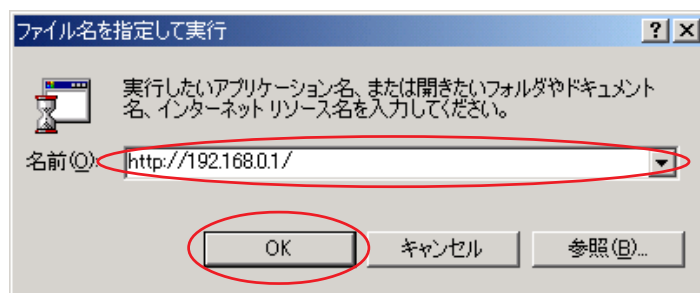 ファイル名を指定して実行
実行したいアプリケーション名、または開きたいフォルダやドキュメント
名、インターネット リソース名を入力してください。
名前(O):
http://192.168.0.1/
OK
キャンセル
参照(B)...